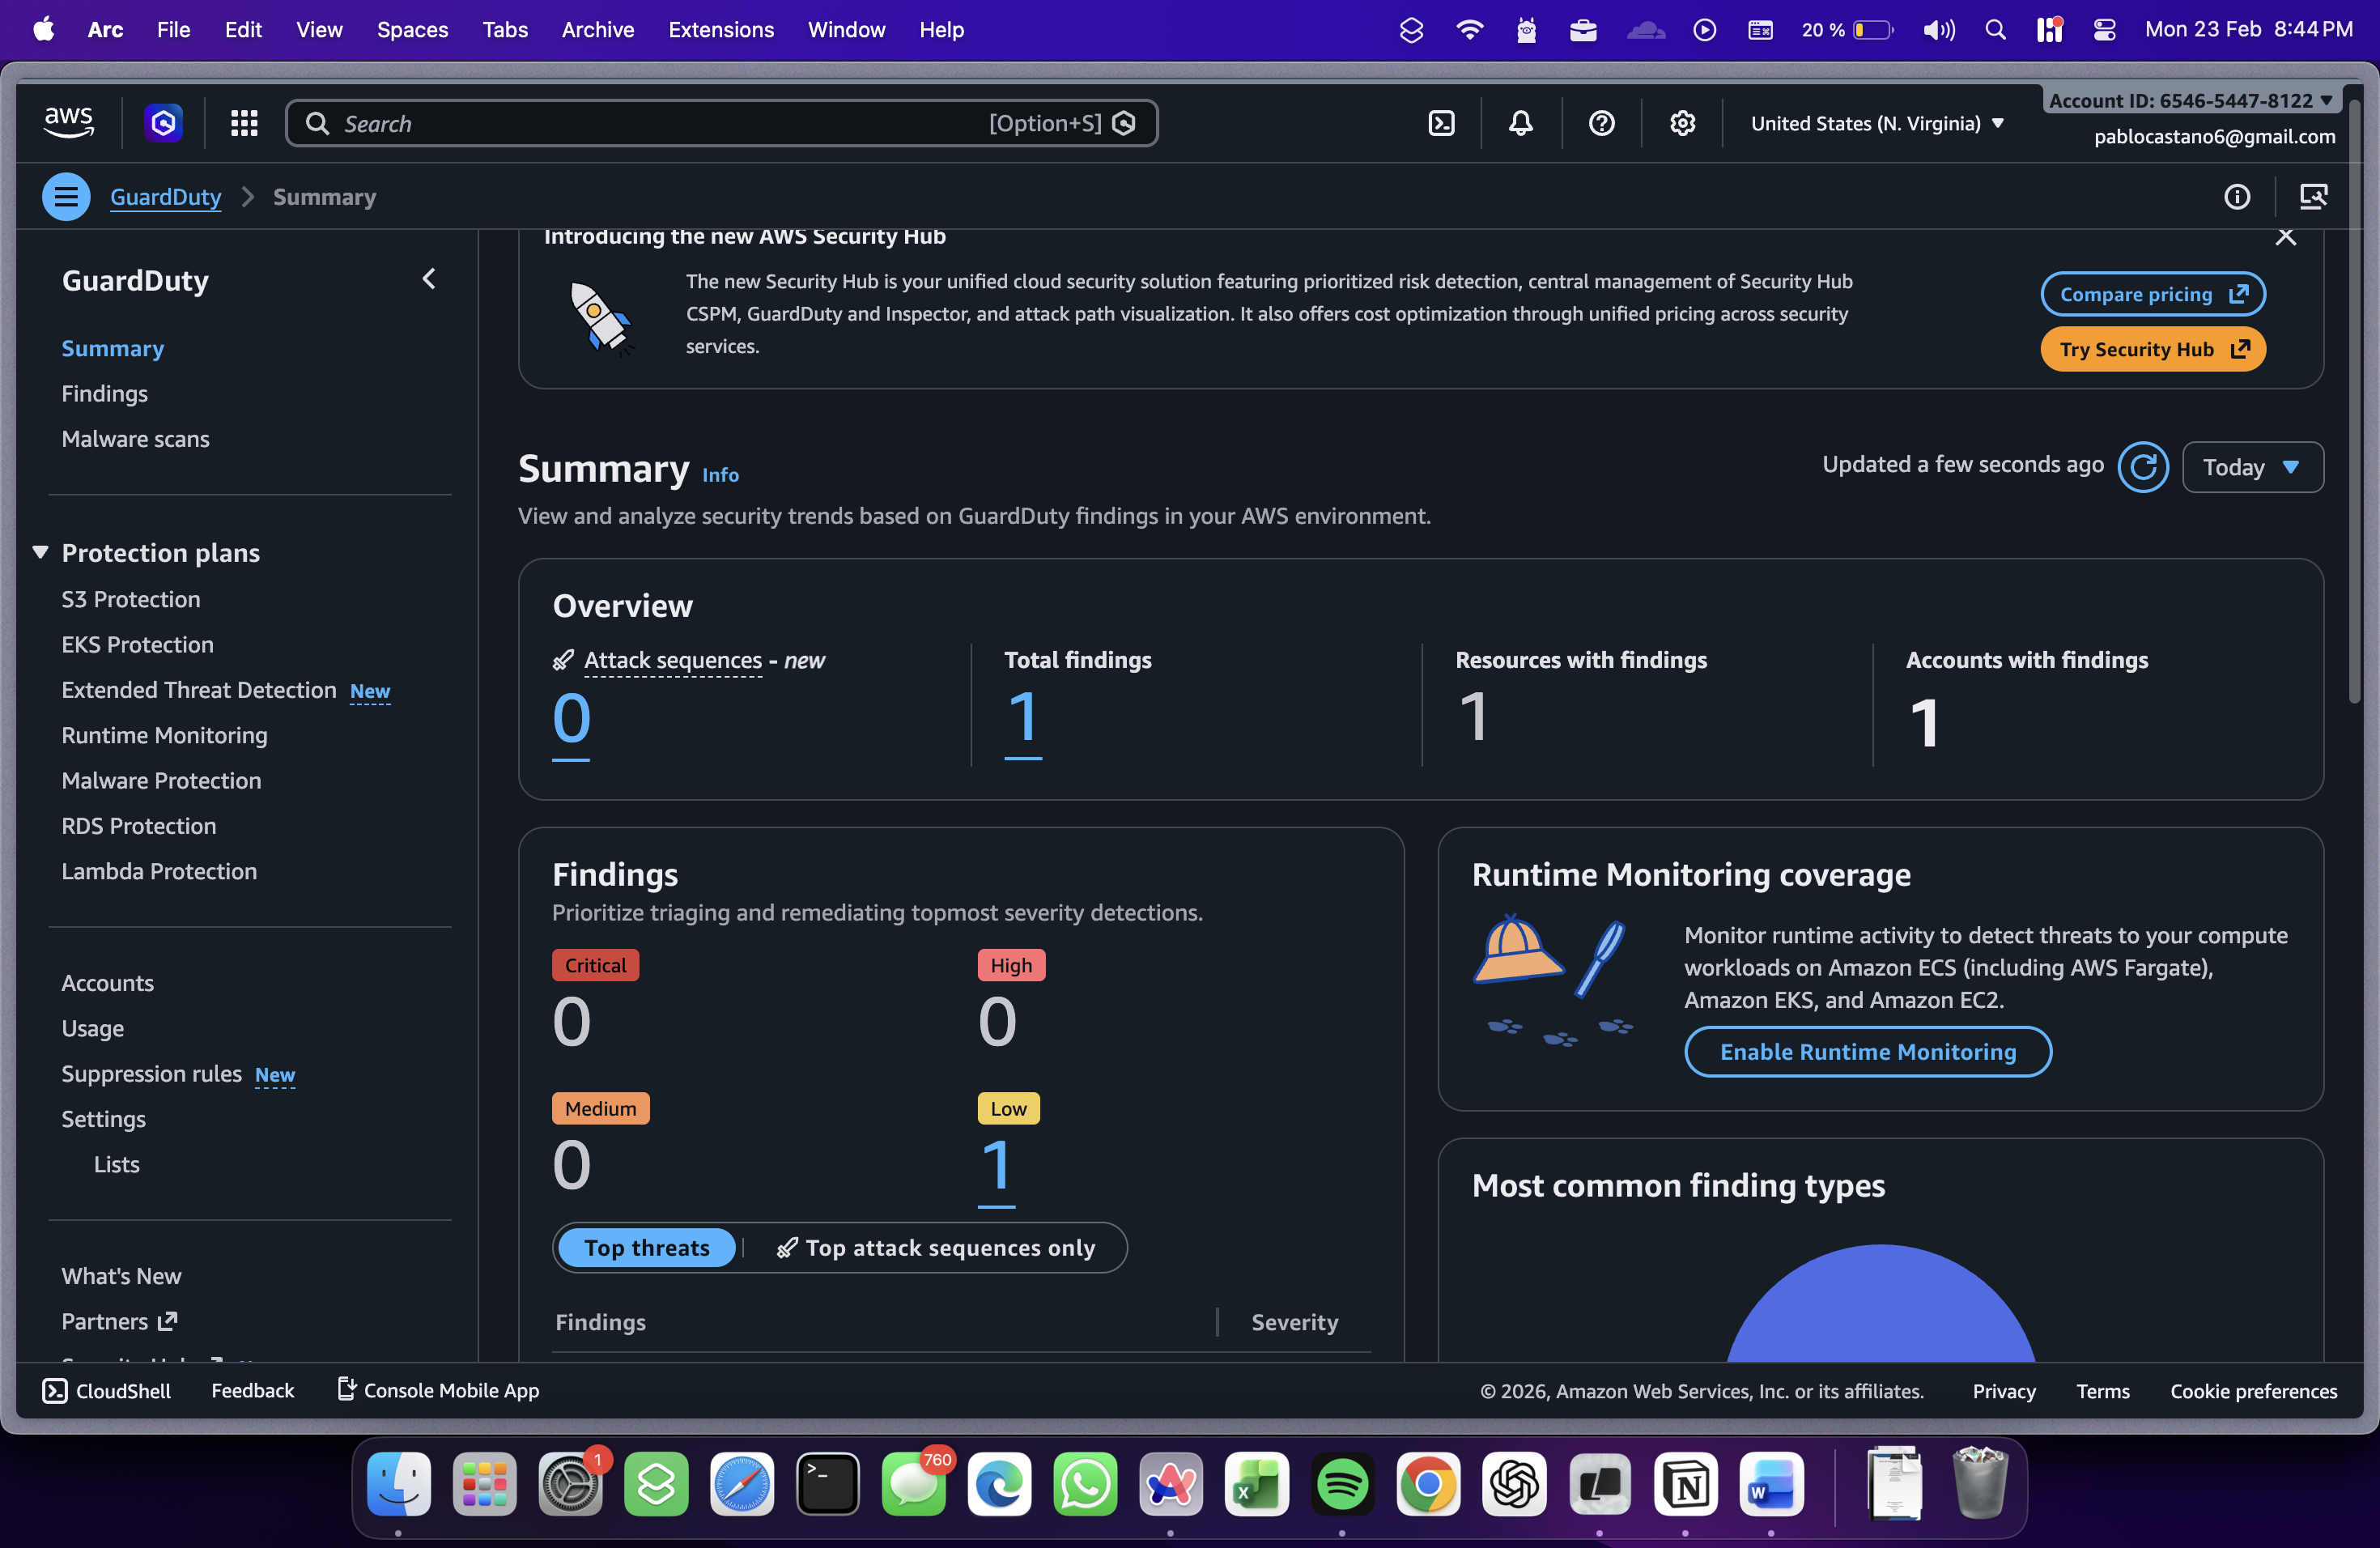 Arc File Edit View Spaces Tabs Archive Extensions Window Help
20 % Mon 23 Feb 8:44 PM
aws
Search [Option+S]
United States (N. Virginia)
Account ID: 6546-5447-8122
pablocastano6@gmail.com
GuardDuty Summary
GuardDuty
Summary
Findings
Malware scans
Protection plans
S3 Protection
EKS Protection
Extended Threat Detection New
Runtime Monitoring
Malware Protection
RDS Protection
Lambda Protection
Accounts
Usage
Suppression rules New
Settings
Lists
What's New
Partners
Introducing the new AWS Security Hub
The new Security Hub is your unified cloud security solution featuring prioritized risk detection, central management of Security Hub
CSPM, GuardDuty and Inspector, and attack path visualization. It also offers cost optimization through unified pricing across security
services.
Compare pricing
Try Security Hub
Summary Info
Updated a few seconds ago
Today
View and analyze security trends based on GuardDuty findings in your AWS environment.
Overview
Attack sequences - new
0
Total findings
1
Resources with findings
1
Accounts with findings
1
Findings
Prioritize triaging and remediating topmost severity detections.
Critical
0
High
0
Medium
0
Low
1
Top threats
Top attack sequences only
Findings Severity
Runtime Monitoring coverage
Monitor runtime activity to detect threats to your compute
workloads on Amazon ECS (including AWS Fargate),
Amazon EKS, and Amazon EC2.
Enable Runtime Monitoring
Most common finding types
CloudShell Feedback Console Mobile App
© 2026, Amazon Web Services, Inc. or its affiliates. Privacy Terms Cookie preferences
1
760